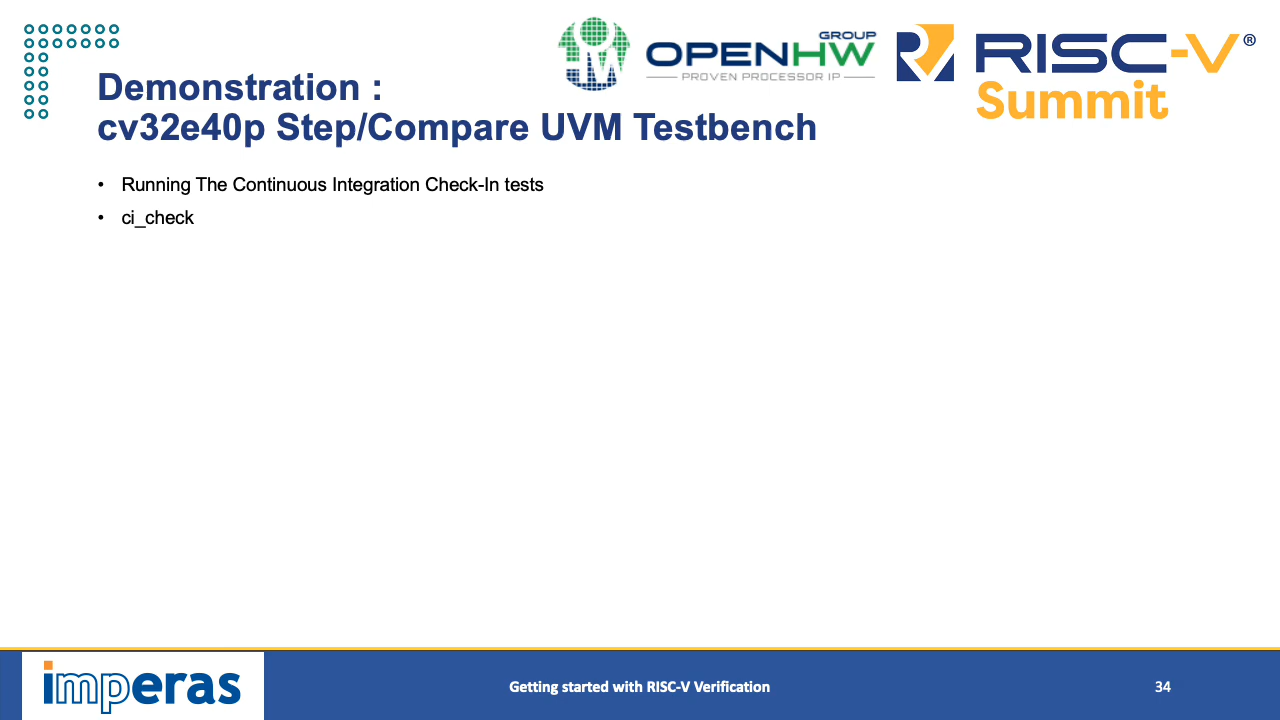 OPENHW GROUP
PROVEN PROCESSOR IP
RISC-V®
Summit
Demonstration :
cv32e40p Step/Compare UVM Testbench
• Running The Continuous Integration Check-In tests
• ci_check
imperas
Getting started with RISC-V Verification
34